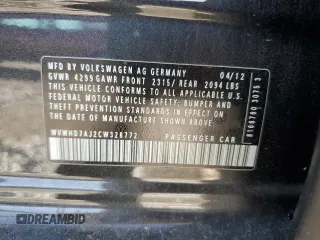 MFD BY VOLKSWAGEN AG GERMANY 04/12
GVWR 4299 GAWR FRONT 2315/ REAR 2094 LBS
THIS VEHICLE CONFORMS TO ALL APPLICABLE
FEDERAL MOTOR VEHICLE SAFETY, BUMPER AND
THEFT PREVENTION STANDARDS IN EFFECT ON THE
DATE OF MANUFACTURE SHOWN ABOVE
WVWHD7AJ2CW328772 PASSENGER CAR
DREAMBID